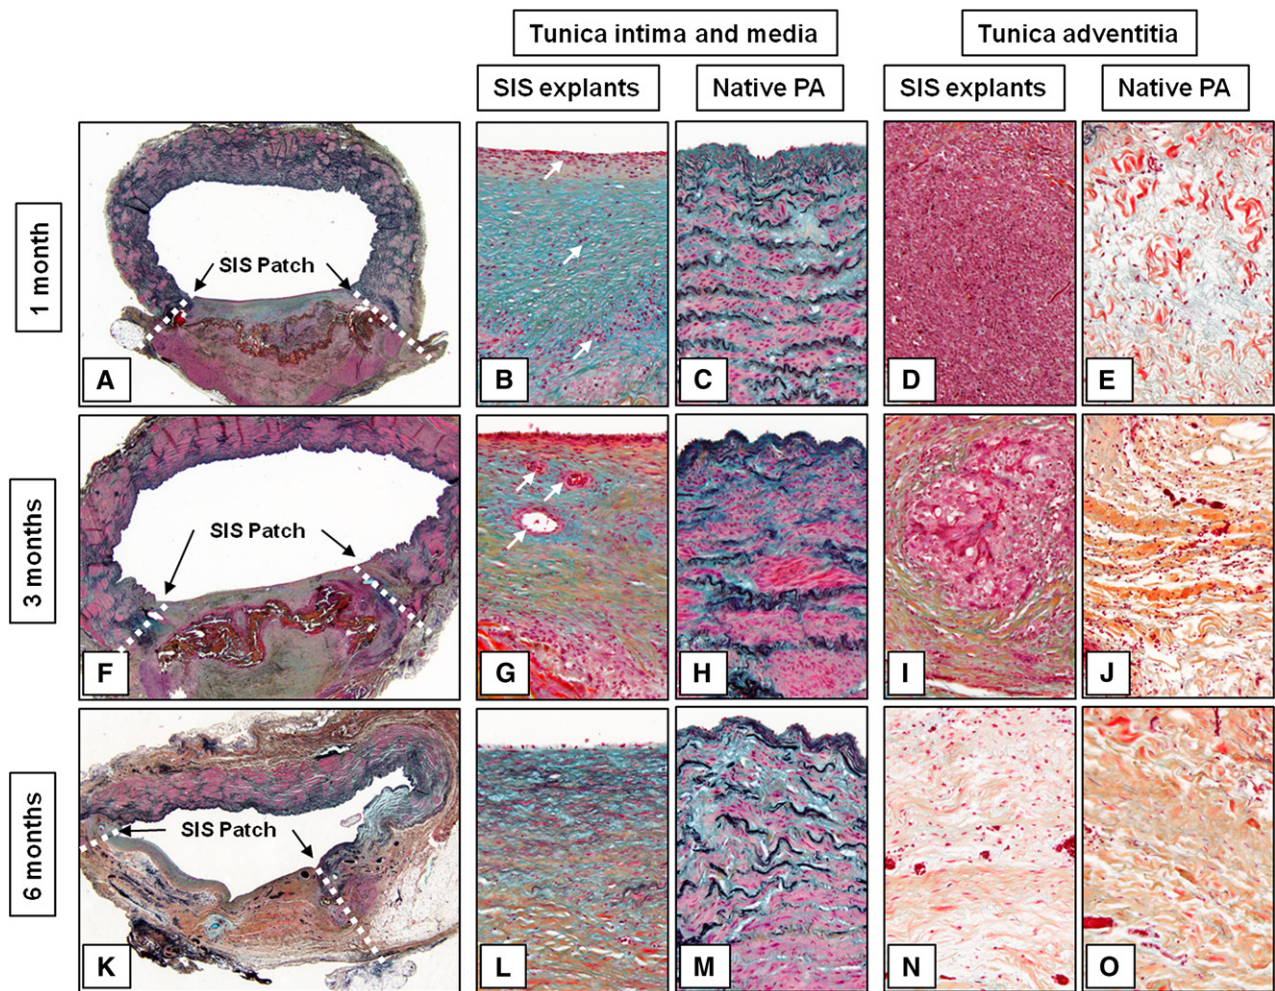 Tunica intima and media
Tunica adventitia
SIS explants
Native PA
SIS explants
Native PA
1 month
SIS Patch
A
B
C
D
E
3 months
SIS Patch
F
G
H
I
J
6 months
SIS Patch
K
L
M
N
O